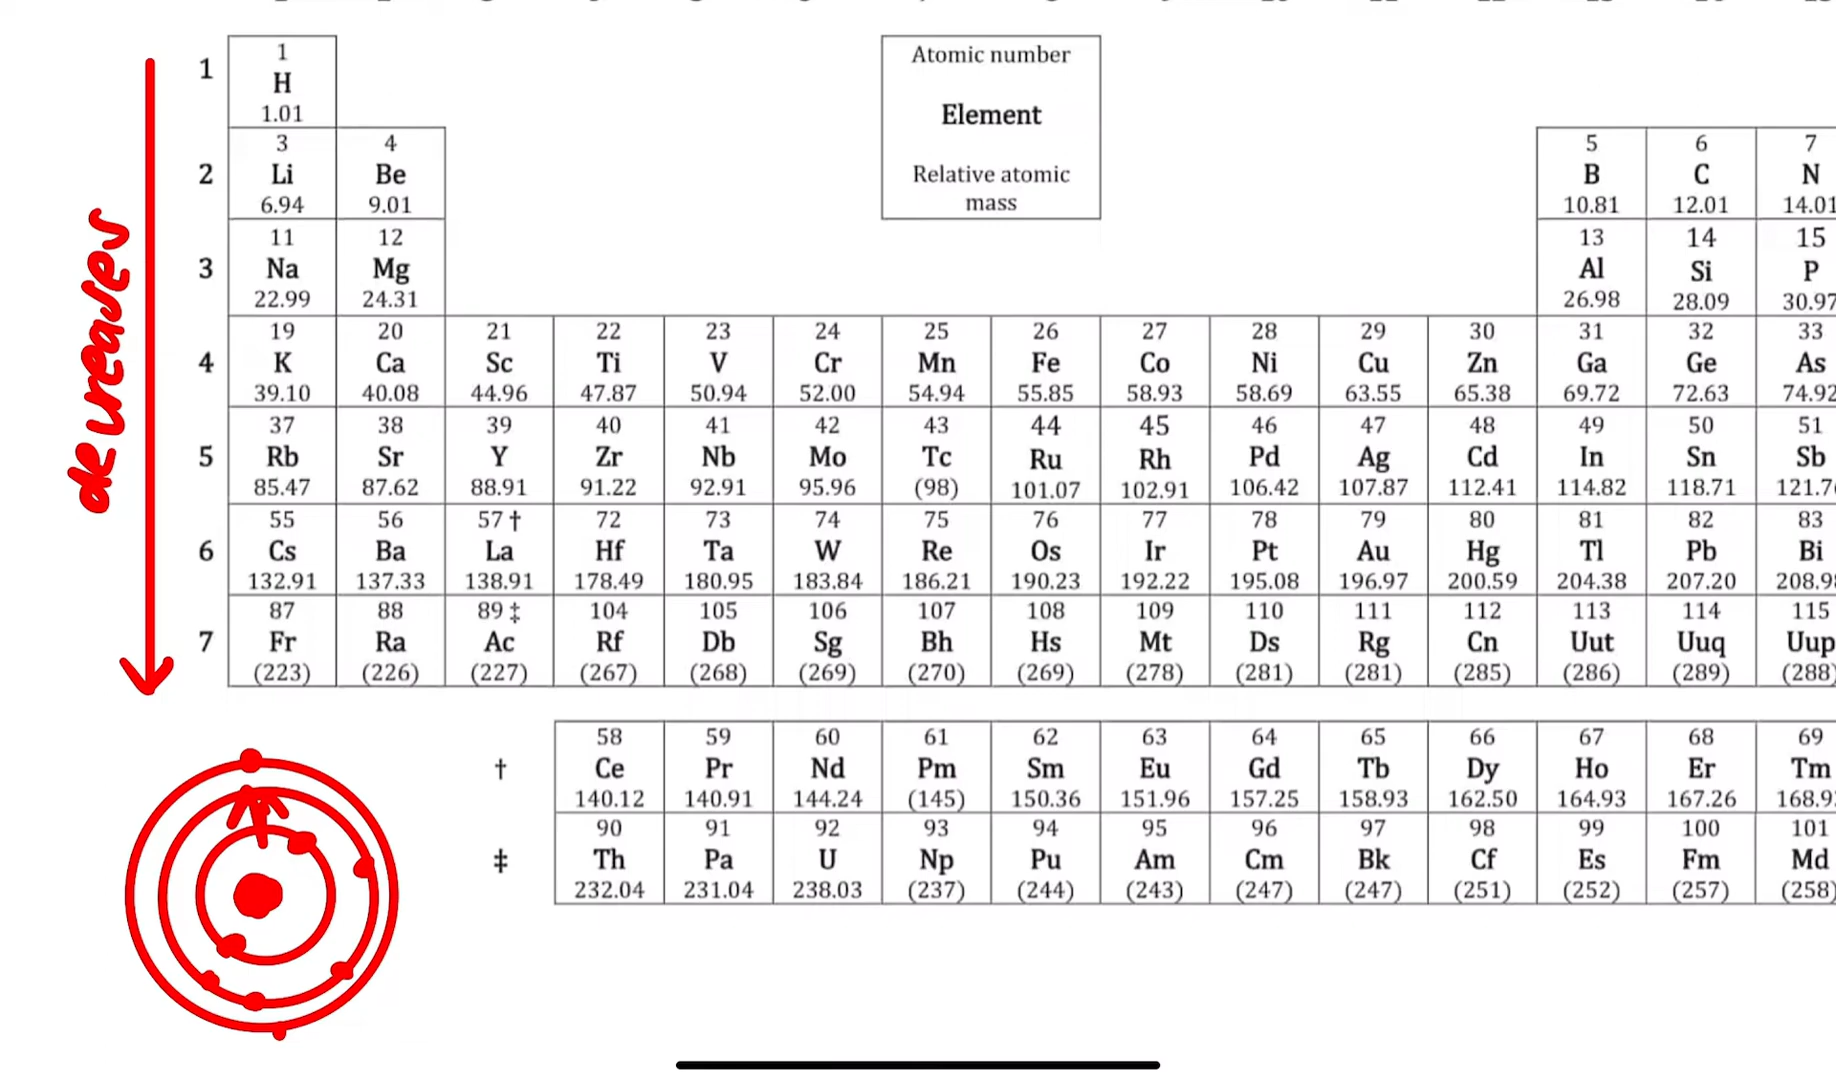 1 Atomic number
1 H Element
1.01
3 4 5 6 7
2 Li Be Relative atomic B C N
6.94 9.01 mass 10.81 12.01 14.01
11 12 13 14 15
3 Na Mg Al Si P
22.99 24.31 26.98 28.09 30.97
19 20 21 22 23 24 25 26 27 28 29 30 31 32 33
4 K Ca Sc Ti V Cr Mn Fe Co Ni Cu Zn Ga Ge As
39.10 40.08 44.96 47.87 50.94 52.00 54.94 55.85 58.93 58.69 63.55 65.38 69.72 72.63 74.92
37 38 39 40 41 42 43 44 45 46 47 48 49 50 51
5 Rb Sr Y Zr Nb Mo Tc Ru Rh Pd Ag Cd In Sn Sb
85.47 87.62 88.91 91.22 92.91 95.96 (98) 101.07 102.91 106.42 107.87 112.41 114.82 118.71 121.7
55 56 57 † 72 73 74 75 76 77 78 79 80 81 82 83
6 Cs Ba La Hf Ta W Re Os Ir Pt Au Hg Tl Pb Bi
132.91 137.33 138.91 178.49 180.95 183.84 186.21 190.23 192.22 195.08 196.97 200.59 204.38 207.20 208.9
87 88 89 ‡ 104 105 106 107 108 109 110 111 112 113 114 115
7 Fr Ra Ac Rf Db Sg Bh Hs Mt Ds Rg Cn Uut Uuq Uup
(223) (226) (227) (267) (268) (269) (270) (269) (278) (281) (281) (285) (286) (289) (288)
decreases
58 59 60 61 62 63 64 65 66 67 68 69
† Ce Pr Nd Pm Sm Eu Gd Tb Dy Ho Er Tm
140.12 140.91 144.24 (145) 150.36 151.96 157.25 158.93 162.50 164.93 167.26 168.9
90 91 92 93 94 95 96 97 98 99 100 101
‡ Th Pa U Np Pu Am Cm Bk Cf Es Fm Md
232.04 231.04 238.03 (237) (244) (243) (247) (247) (251) (252) (257) (258)